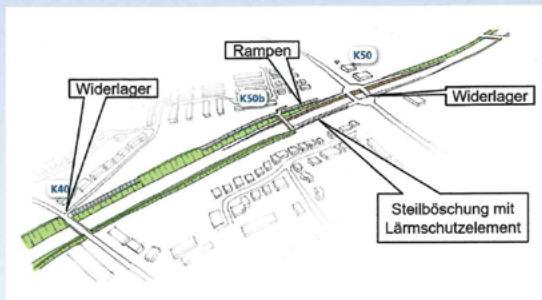 K50
Rampen
Widerlager
K50b
Widerlager
K40
Steilböschung mit
Lärmschutzelement